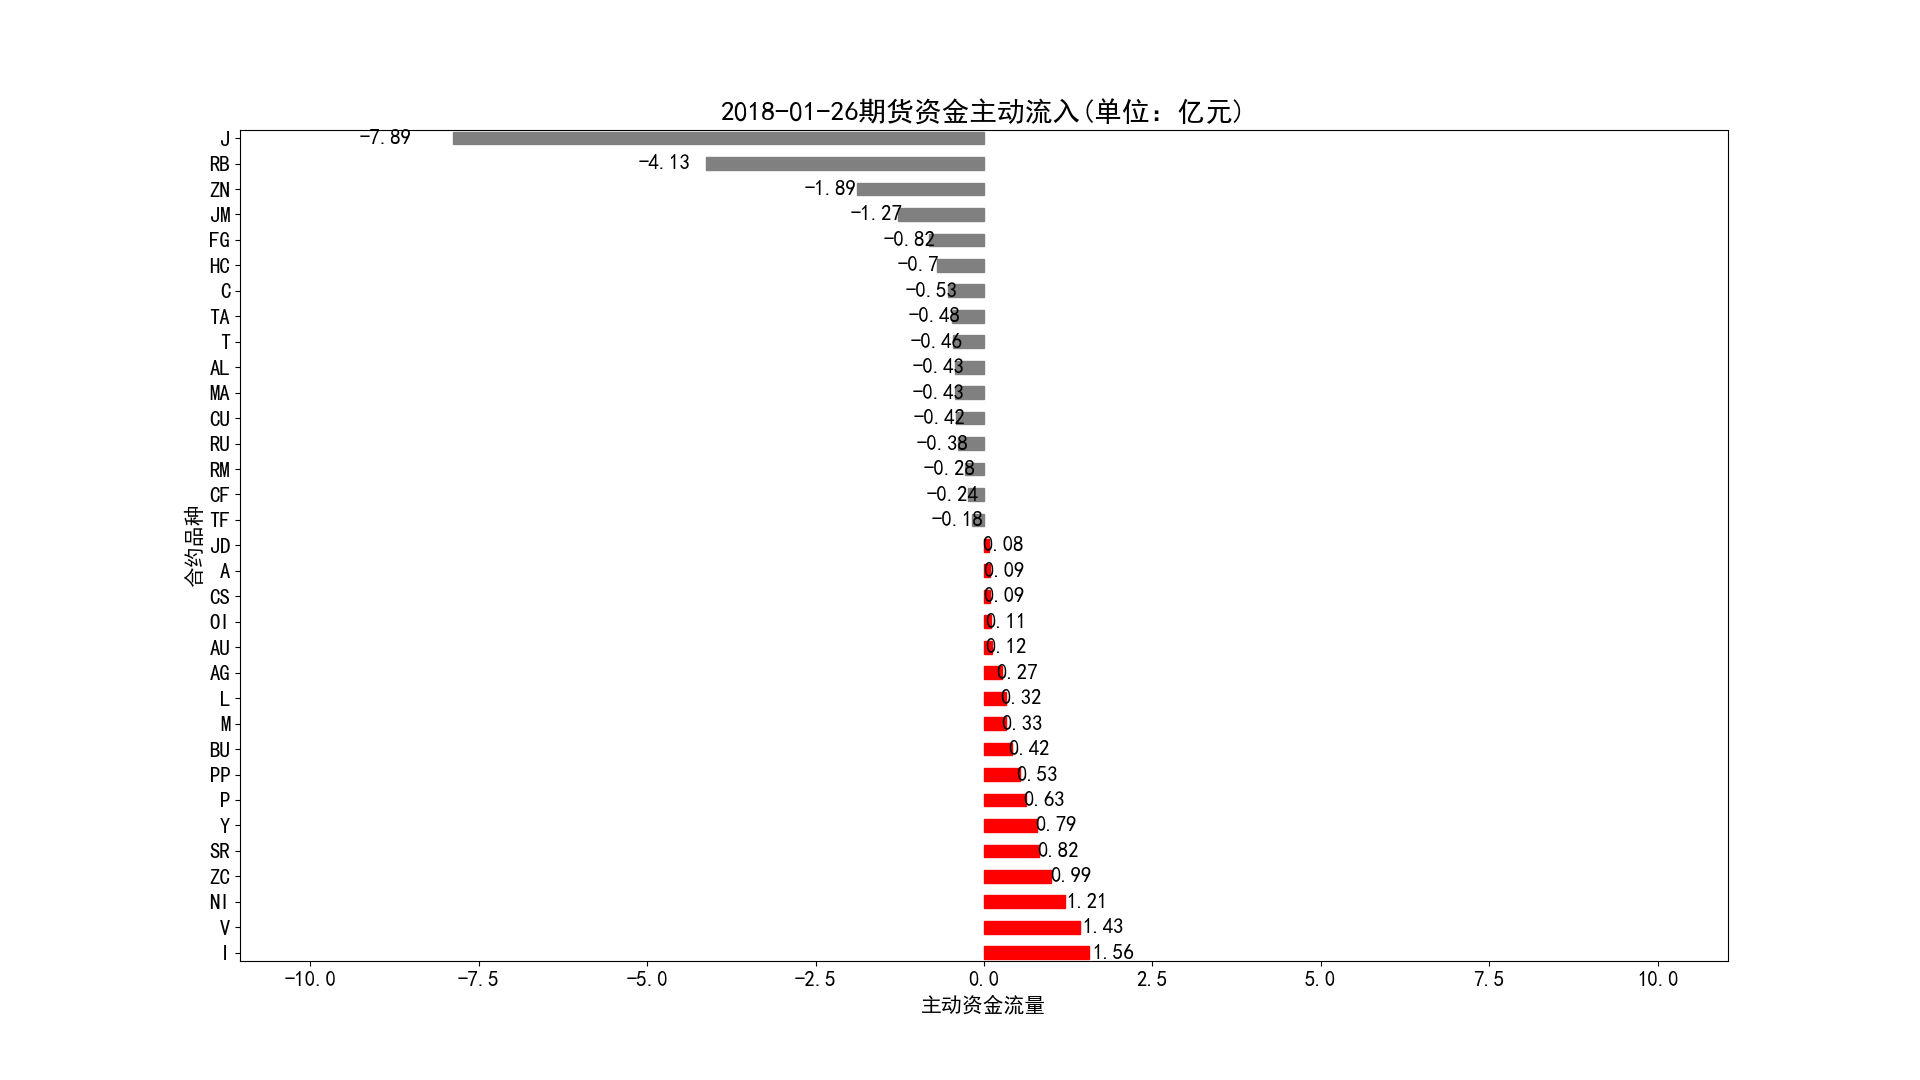 2018-01-26期货资金主动流入(单位：亿元)
J -7.89
RB -4.13
ZN -1.89
JM -1.27
FG -0.82
HC -0.7
C -0.53
TA -0.48
T -0.46
AL -0.43
MA -0.43
CU -0.42
RU -0.38
RM -0.28
CF -0.24
TF -0.18
JD 0.08
A 0.09
CS 0.09
OI 0.11
AU 0.12
AG 0.27
L 0.32
M 0.33
BU 0.42
PP 0.53
P 0.63
Y 0.79
SR 0.82
ZC 0.99
NI 1.21
V 1.43
I 1.56
合约品种
-10.0 -7.5 -5.0 -2.5 0.0 2.5 5.0 7.5 10.0
主动资金流量